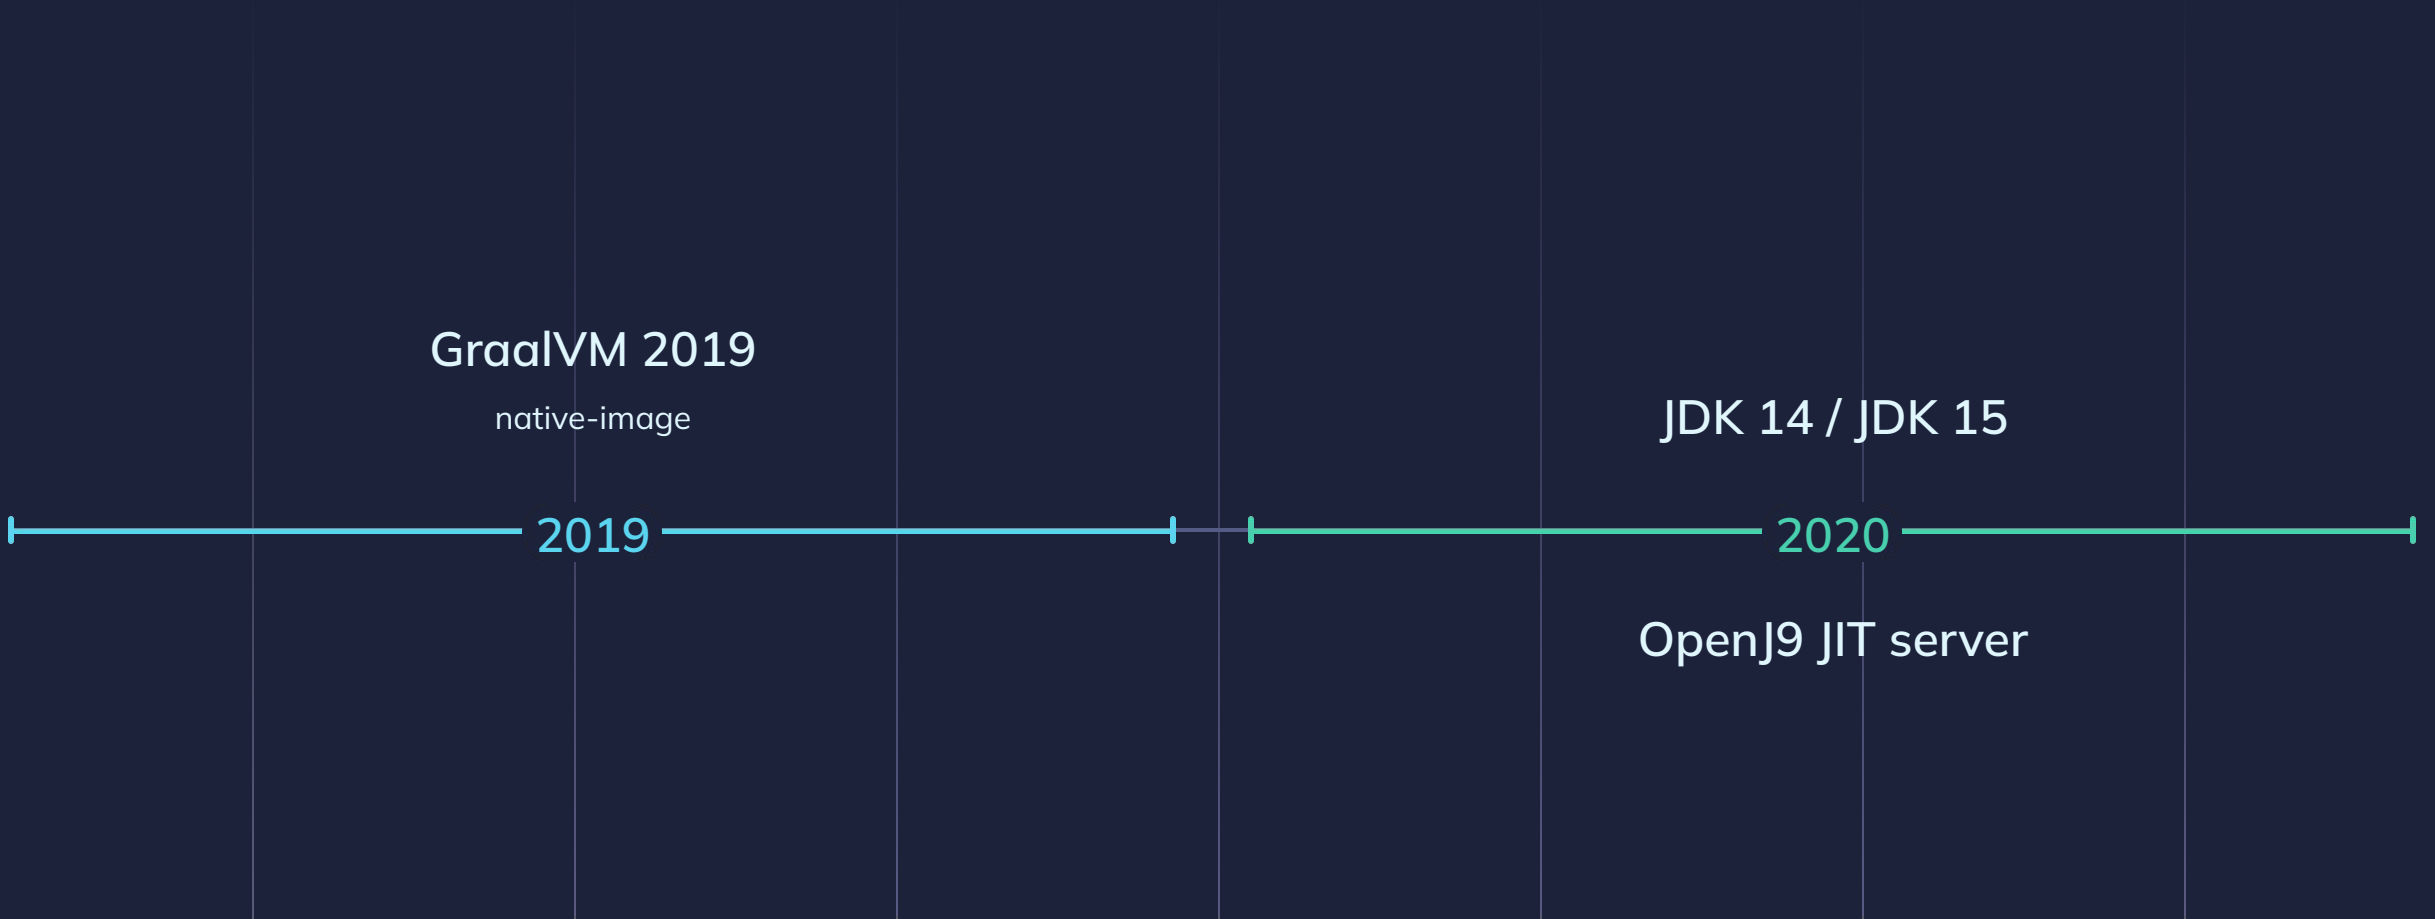 GraalVM 2019
native-image
2019
JDK 14 / JDK 15
2020
OpenJ9 JIT server